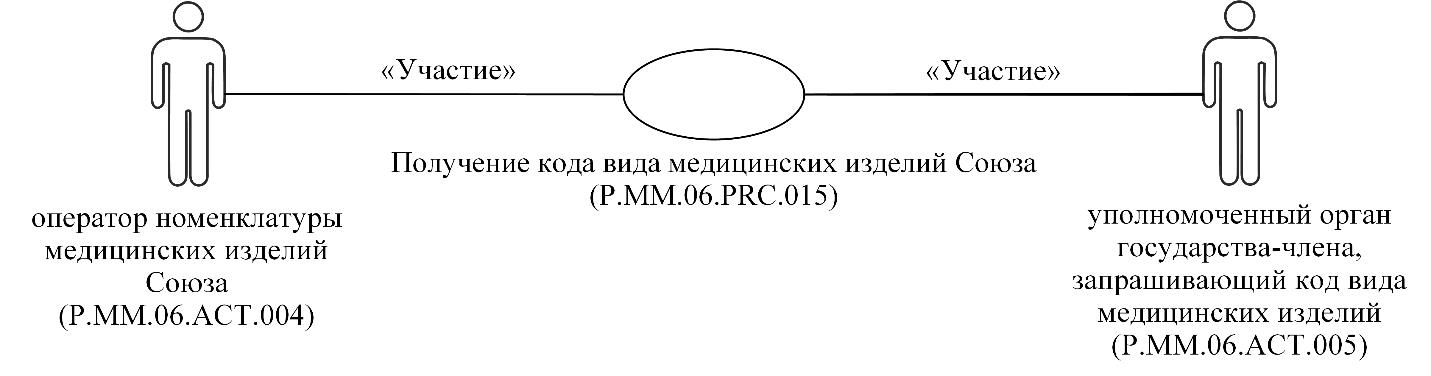 «Участие»
«Участие»
Получение кода вида медицинских изделий Союза
(P.MM.06.PRC.015)
оператор номенклатуры
медицинских изделий
Союза
(P.MM.06.ACT.004)
уполномоченный орган
государства-члена,
запрашивающий код вида
медицинских изделий
(P.MM.06.ACT.005)